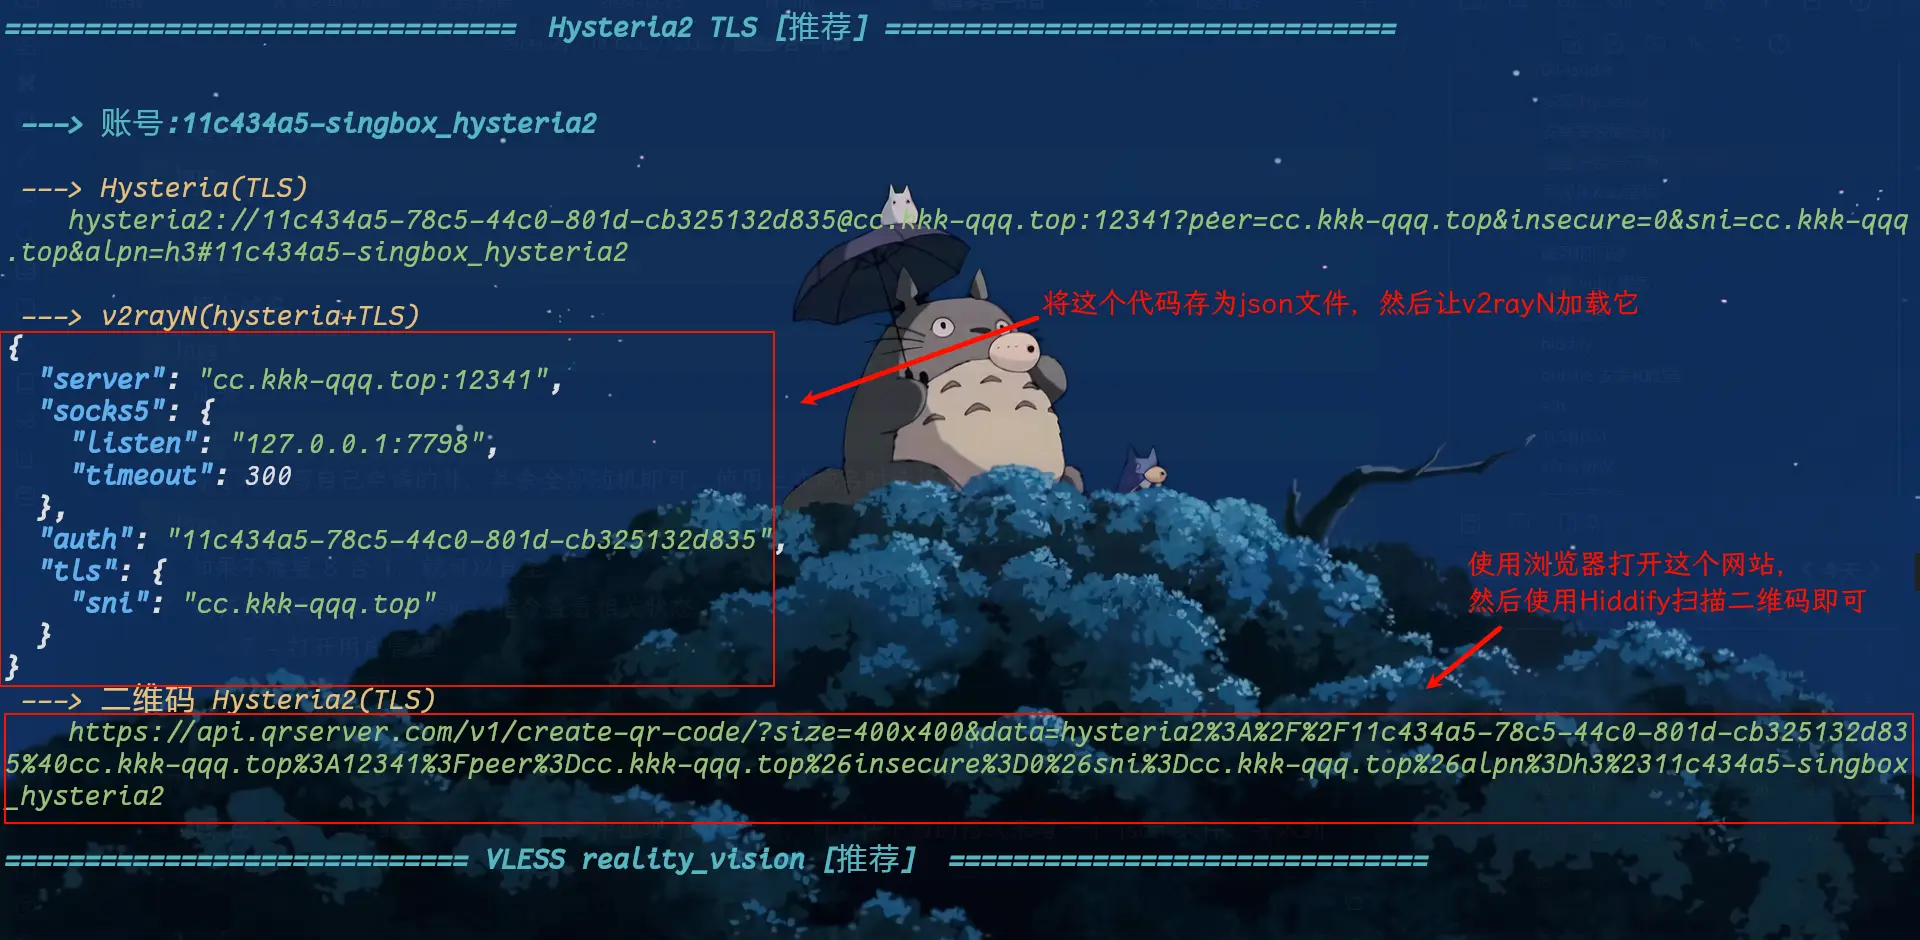 ================================ Hysteria2 TLS [推荐] ================================
---> 账号:11c434a5-singbox_hysteria2
---> Hysteria(TLS)
hysteria2://11c434a5-78c5-44c0-801d-cb325132d835@cc.kkk-qqq.top:12341?peer=cc.kkk-qqq.top&insecure=0&sni=cc.kkk-qqq
.top&alpn=h3#11c434a5-singbox_hysteria2
将这个代码存为json文件，然后让v2rayN加载它
---> v2rayN(hysteria+TLS)
{
"server": "cc.kkk-qqq.top:12341",
"socks5": {
"listen": "127.0.0.1:7798",
"timeout": 300
},
"auth": "11c434a5-78c5-44c0-801d-cb325132d835",
"tls": {
"sni": "cc.kkk-qqq.top"
}
}
使用浏览器打开这个网站，
然后使用Hiddify扫描二维码即可
---> 二维码 Hysteria2(TLS)
https://api.qrserver.com/v1/create-qr-code/?size=400x400&data=hysteria2%3A%2F%2F11c434a5-78c5-44c0-801d-cb325132d83
5%40cc.kkk-qqq.top%3A12341%3Fpeer%3Dcc.kkk-qqq.top%26insecure%3D0%26sni%3Dcc.kkk-qqq.top%26alpn%3Dh3%2311c434a5-singbox
_hysteria2
============================= VLESS reality_vision [推荐] ==============================